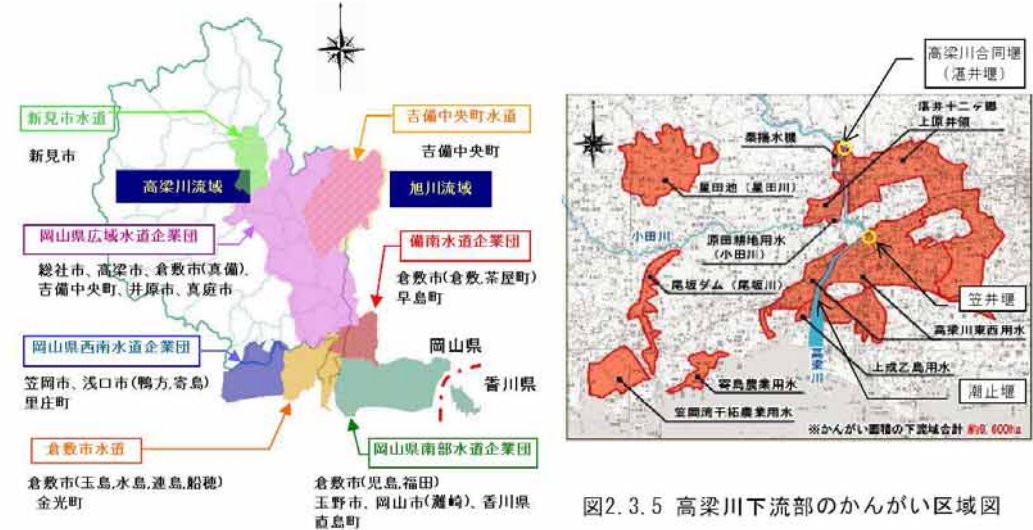 新見市水道
新見市
吉備中央町水道
吉備中央町
高梁川流域
旭川流域
岡山県広域水道企業団
総社市、高梁市、倉敷市(真備)、
吉備中央町、井原市、真庭市
備南水道企業団
倉敷市(倉敷,茶屋町)
早島町
岡山県西南水道企業団
笠岡市、浅口市(鴨方,寄島)
里庄町
岡山県
香川県
倉敷市水道
倉敷市(玉島,水島,連島,船穂)
金光町
岡山県南部水道企業団
倉敷市(児島,福田)
玉野市、岡山市(灘崎)、香川県
直島町
高梁川合同堰
(湛井堰)
湛井十二ヶ郷
上原井領
秦揚水機
星田池(星田川)
小田川
原田耕地用水
(小田川)
尾坂ダム(尾坂川)
笠井堰
高梁川東西用水
高梁川
上成乙島用水
寄島農業用水
潮止堰
笠岡湾干拓農業用水
※かんがい面積の下流域合計 約9,600ha
図2.3.5 高梁川下流部のかんがい区域図